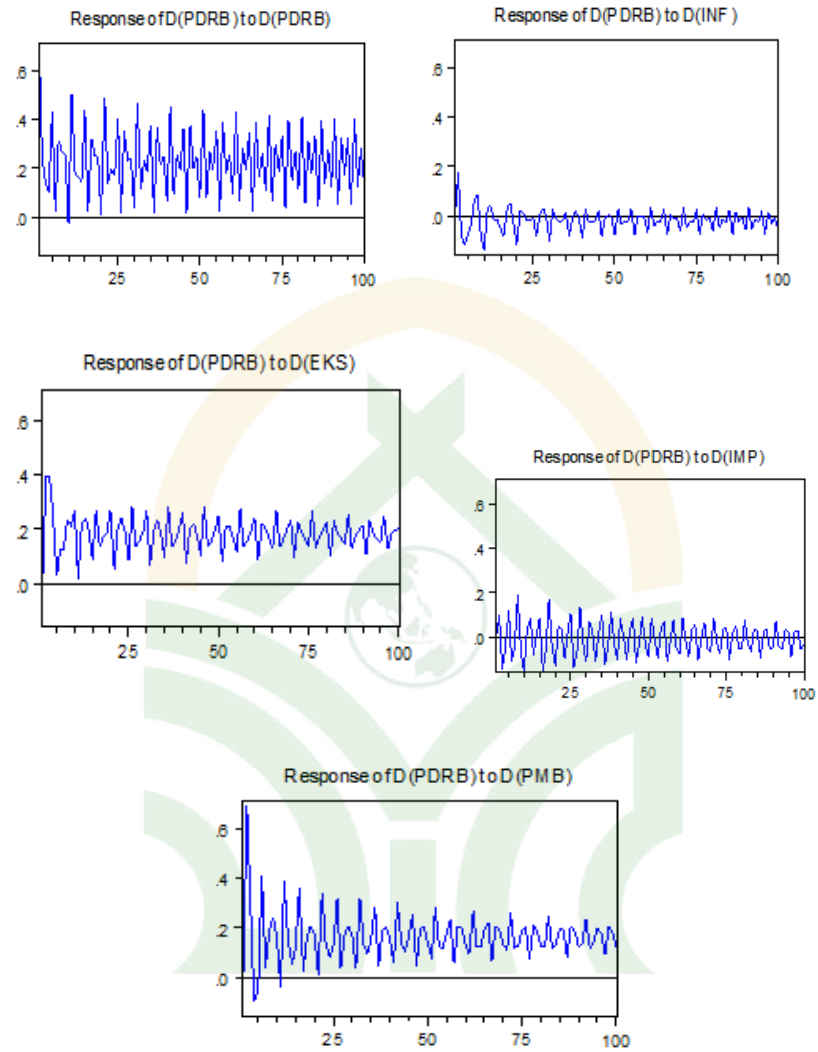 Response of D(PDRB) to D(PDRB)
.6
.4
.2
.0
25 50 75 100
Response of D(PDRB) to D(INF)
.6
.4
.2
.0
25 50 75 100
Response of D(PDRB) to D(EKS)
.6
.4
.2
.0
25 50 75 100
Response of D(PDRB) to D(IMP)
.6
.4
.2
.0
25 50 75 100
Response of D(PDRB) to D(PMB)
.6
.4
.2
.0
25 50 75 100